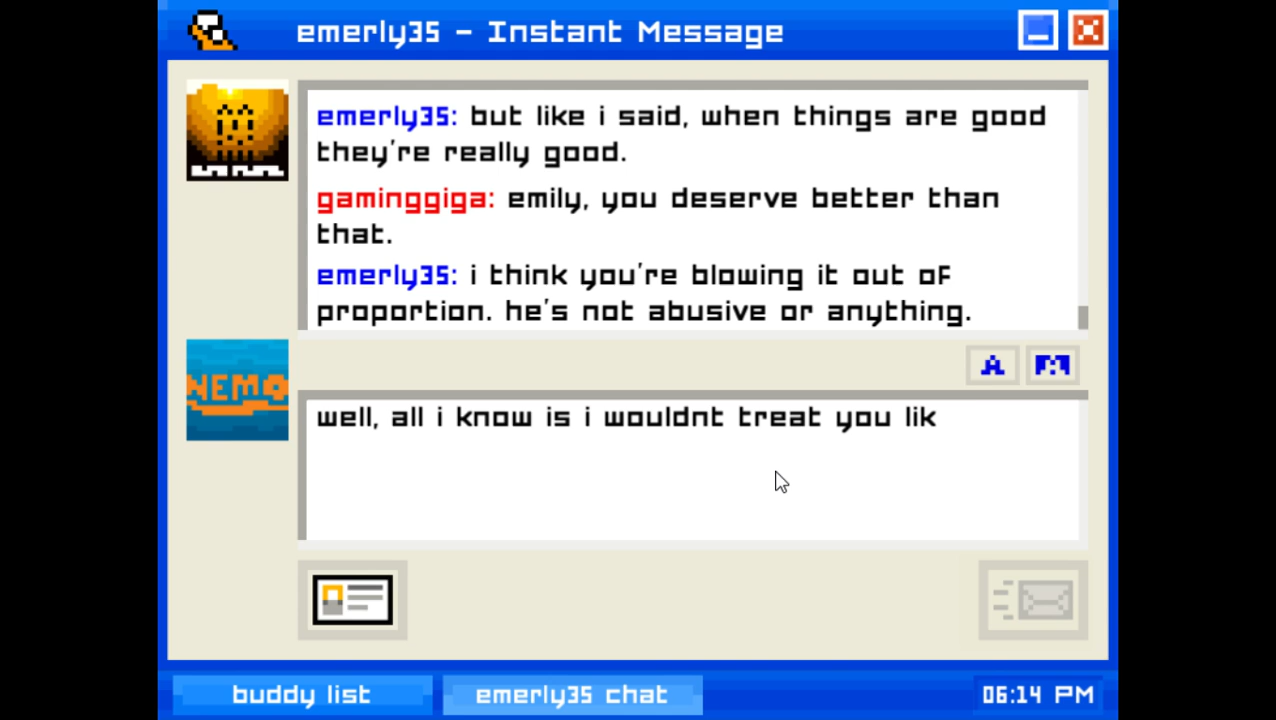 emerly35 - Instant Message
emerly35: but like i said, when things are good
they're really good.
gaminggiga: emily, you deserve better than
that.
emerly35: i think you're blowing it out of
proportion. he's not abusive or anything.
NEMO
A
well, all i know is i wouldnt treat you lik
buddy list
emerly35 chat
06:14 PM